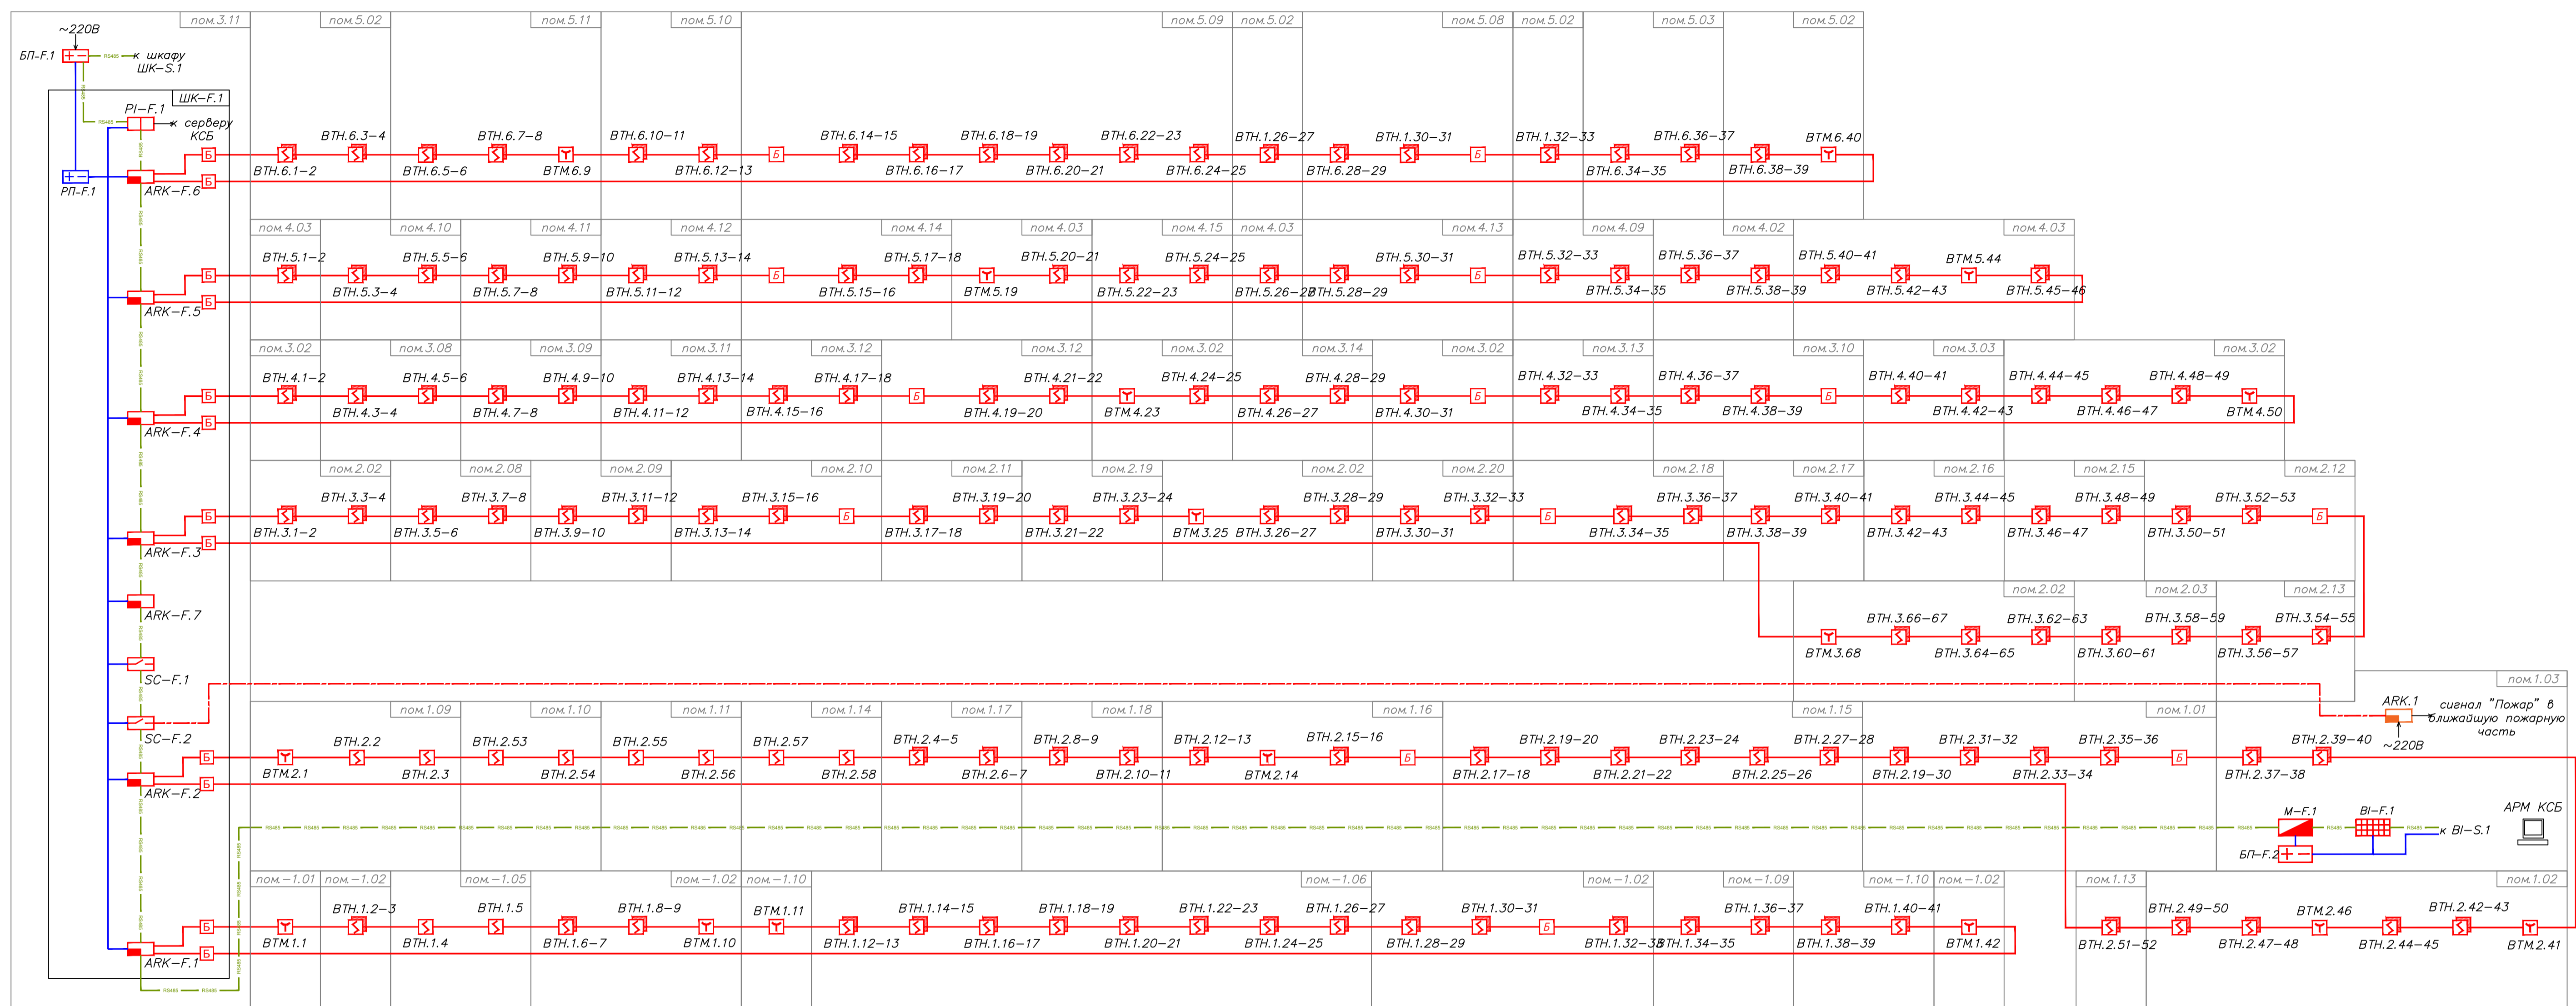 пом.3.11
пом.5.02
пом.5.11
пом.5.10
пом.5.09
пом.5.02
пом.5.08
пом.5.02
пом.5.03
пом.5.02
~220В
БП-F.1
RS485
к шкафу
ШК-S.1
ШК-F.1
PI-F.1
RS485
к серверу
КСБ
РП-F.1
ARK-F.6
Б
Б
ВТН.6.1-2
ВТН.6.3-4
ВТН.6.5-6
ВТН.6.7-8
ВТМ.6.9
ВТН.6.10-11
ВТН.6.12-13
Б
ВТН.6.14-15
ВТН.6.16-17
ВТН.6.18-19
ВТН.6.20-21
ВТН.6.22-23
ВТН.6.24-25
ВТН.1.26-27
ВТН.6.28-29
ВТН.1.30-31
Б
ВТН.1.32-33
ВТН.6.34-35
ВТН.6.36-37
ВТН.6.38-39
ВТМ.6.40
пом.4.03
пом.4.10
пом.4.11
пом.4.12
пом.4.14
пом.4.03
пом.4.15
пом.4.03
пом.4.13
пом.4.09
пом.4.02
пом.4.03
ARK-F.5
Б
Б
ВТН.5.1-2
ВТН.5.3-4
ВТН.5.5-6
ВТН.5.7-8
ВТН.5.9-10
ВТН.5.11-12
ВТН.5.13-14
Б
ВТН.5.15-16
ВТН.5.17-18
ВТМ.5.19
ВТН.5.20-21
ВТН.5.22-23
ВТН.5.24-25
ВТН.5.26-27
ВТН.5.28-29
ВТН.5.30-31
Б
ВТН.5.32-33
ВТН.5.34-35
ВТН.5.36-37
ВТН.5.38-39
ВТН.5.40-41
ВТН.5.42-43
ВТМ.5.44
ВТН.5.45-46
пом.3.02
пом.3.08
пом.3.09
пом.3.11
пом.3.12
пом.3.12
пом.3.02
пом.3.14
пом.3.02
пом.3.13
пом.3.10
пом.3.03
пом.3.02
ARK-F.4
Б
Б
ВТН.4.1-2
ВТН.4.3-4
ВТН.4.5-6
ВТН.4.7-8
ВТН.4.9-10
ВТН.4.11-12
ВТН.4.13-14
ВТН.4.15-16
ВТН.4.17-18
Б
ВТН.4.19-20
ВТН.4.21-22
ВТМ.4.23
ВТН.4.24-25
ВТН.4.26-27
ВТН.4.28-29
ВТН.4.30-31
Б
ВТН.4.32-33
ВТН.4.34-35
ВТН.4.36-37
ВТН.4.38-39
Б
ВТН.4.40-41
ВТН.4.42-43
ВТН.4.44-45
ВТН.4.46-47
ВТН.4.48-49
ВТМ.4.50
пом.2.02
пом.2.08
пом.2.09
пом.2.10
пом.2.11
пом.2.19
пом.2.02
пом.2.20
пом.2.18
пом.2.17
пом.2.16
пом.2.15
пом.2.12
ARK-F.3
Б
Б
ВТН.3.1-2
ВТН.3.3-4
ВТН.3.5-6
ВТН.3.7-8
ВТН.3.9-10
ВТН.3.11-12
ВТН.3.13-14
ВТН.3.15-16
Б
ВТН.3.17-18
ВТН.3.19-20
ВТН.3.21-22
ВТН.3.23-24
ВТМ.3.25
ВТН.3.26-27
ВТН.3.28-29
ВТН.3.30-31
ВТН.3.32-33
Б
ВТН.3.34-35
ВТН.3.36-37
ВТН.3.38-39
ВТН.3.40-41
ВТН.3.42-43
ВТН.3.44-45
ВТН.3.46-47
ВТН.3.48-49
ВТН.3.50-51
ВТН.3.52-53
Б
ARK-F.7
пом.2.02
пом.2.03
пом.2.13
ВТМ.3.68
ВТН.3.66-67
ВТН.3.64-65
ВТН.3.62-63
ВТН.3.60-61
ВТН.3.58-59
ВТН.3.56-57
ВТН.3.54-55
SC-F.1
SC-F.2
пом.1.03
ARK.1
сигнал "Пожар" в
ближайшую пожарную
часть
~220В
пом.1.09
пом.1.10
пом.1.11
пом.1.14
пом.1.17
пом.1.18
пом.1.16
пом.1.15
пом.1.01
ARK-F.2
Б
Б
ВТМ.2.1
ВТН.2.2
ВТН.2.3
ВТН.2.53
ВТН.2.54
ВТН.2.55
ВТН.2.56
ВТН.2.57
ВТН.2.58
ВТН.2.4-5
ВТН.2.6-7
ВТН.2.8-9
ВТН.2.10-11
ВТН.2.12-13
ВТМ.2.14
ВТН.2.15-16
Б
ВТН.2.17-18
ВТН.2.19-20
ВТН.2.21-22
ВТН.2.23-24
ВТН.2.25-26
ВТН.2.27-28
ВТН.2.19-30
ВТН.2.31-32
ВТН.2.33-34
ВТН.2.35-36
Б
ВТН.2.37-38
ВТН.2.39-40
RS485
М-F.1
BI-F.1
RS485
к BI-S.1
БП-F.2
АРМ КСБ
пом.-1.01
пом.-1.02
пом.-1.05
пом.-1.02
пом.-1.10
пом.-1.06
пом.-1.02
пом.-1.09
пом.-1.10
пом.-1.02
пом.1.13
пом.1.02
ARK-F.1
Б
Б
ВТМ.1.1
ВТН.1.2-3
ВТН.1.4
ВТН.1.5
ВТН.1.6-7
ВТН.1.8-9
ВТМ.1.10
ВТМ.1.11
ВТН.1.12-13
ВТН.1.14-15
ВТН.1.16-17
ВТН.1.18-19
ВТН.1.20-21
ВТН.1.22-23
ВТН.1.24-25
ВТН.1.26-27
ВТН.1.28-29
ВТН.1.30-31
Б
ВТН.1.32-33
ВТН.1.34-35
ВТН.1.36-37
ВТН.1.38-39
ВТН.1.40-41
ВТМ.1.42
ВТН.2.51-52
ВТН.2.49-50
ВТН.2.47-48
ВТМ.2.46
ВТН.2.44-45
ВТН.2.42-43
ВТМ.2.41
RS485